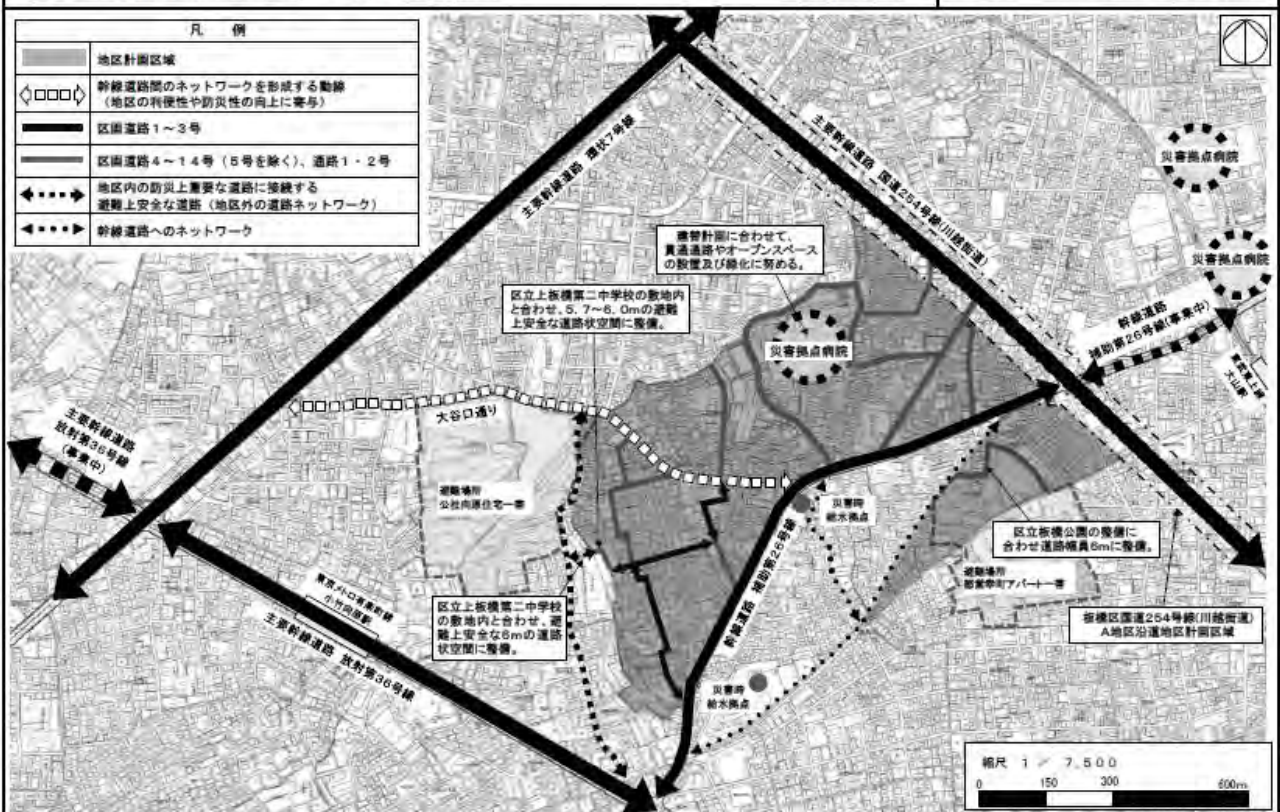 凡 例
地区計画区域
幹線道路間のネットワークを形成する動線
（地区の利便性や防災性の向上に寄与）
区画道路１～３号
区画道路４～１４号（５号を除く）、通路１・２号
地区内の防災上重要な道路に接続する
避難上安全な道路（地区外の道路ネットワーク）
幹線道路へのネットワーク
主要幹線道路 環状７号線
主要幹線道路 国道２５４号線（川越街道）
災害拠点病院
災害拠点病院
建替計画に合わせて、
貫通通路やオープンスペース
の設置及び緑化に努める。
区立上板橋第二中学校の敷地内
と合わせ、５．７～６．０mの避難
上安全な道路状空間に整備。
災害拠点病院
幹線道路
補助第２６号線（事業中）
東武東上線
大山駅
大谷口通り
主要幹線道路
放射第３６号線
（事業中）
避難場所
公社向原住宅一帯
災害時
給水拠点
区立板橋公園の整備に
合わせ道路幅員６mに整備。
避難場所
都営幸町アパート一帯
幹線道路 補助第２６号線
東京メトロ有楽町線
小竹向原駅
主要幹線道路 放射第３６号線
区立上板橋第二中学校
の敷地内と合わせ、避
難上安全な６mの道路
状空間に整備。
板橋区国道２５４号線（川越街道）
A地区沿道地区計画区域
災害時
給水拠点
縮尺 １ ／ ７，５００
0 150 300 600m